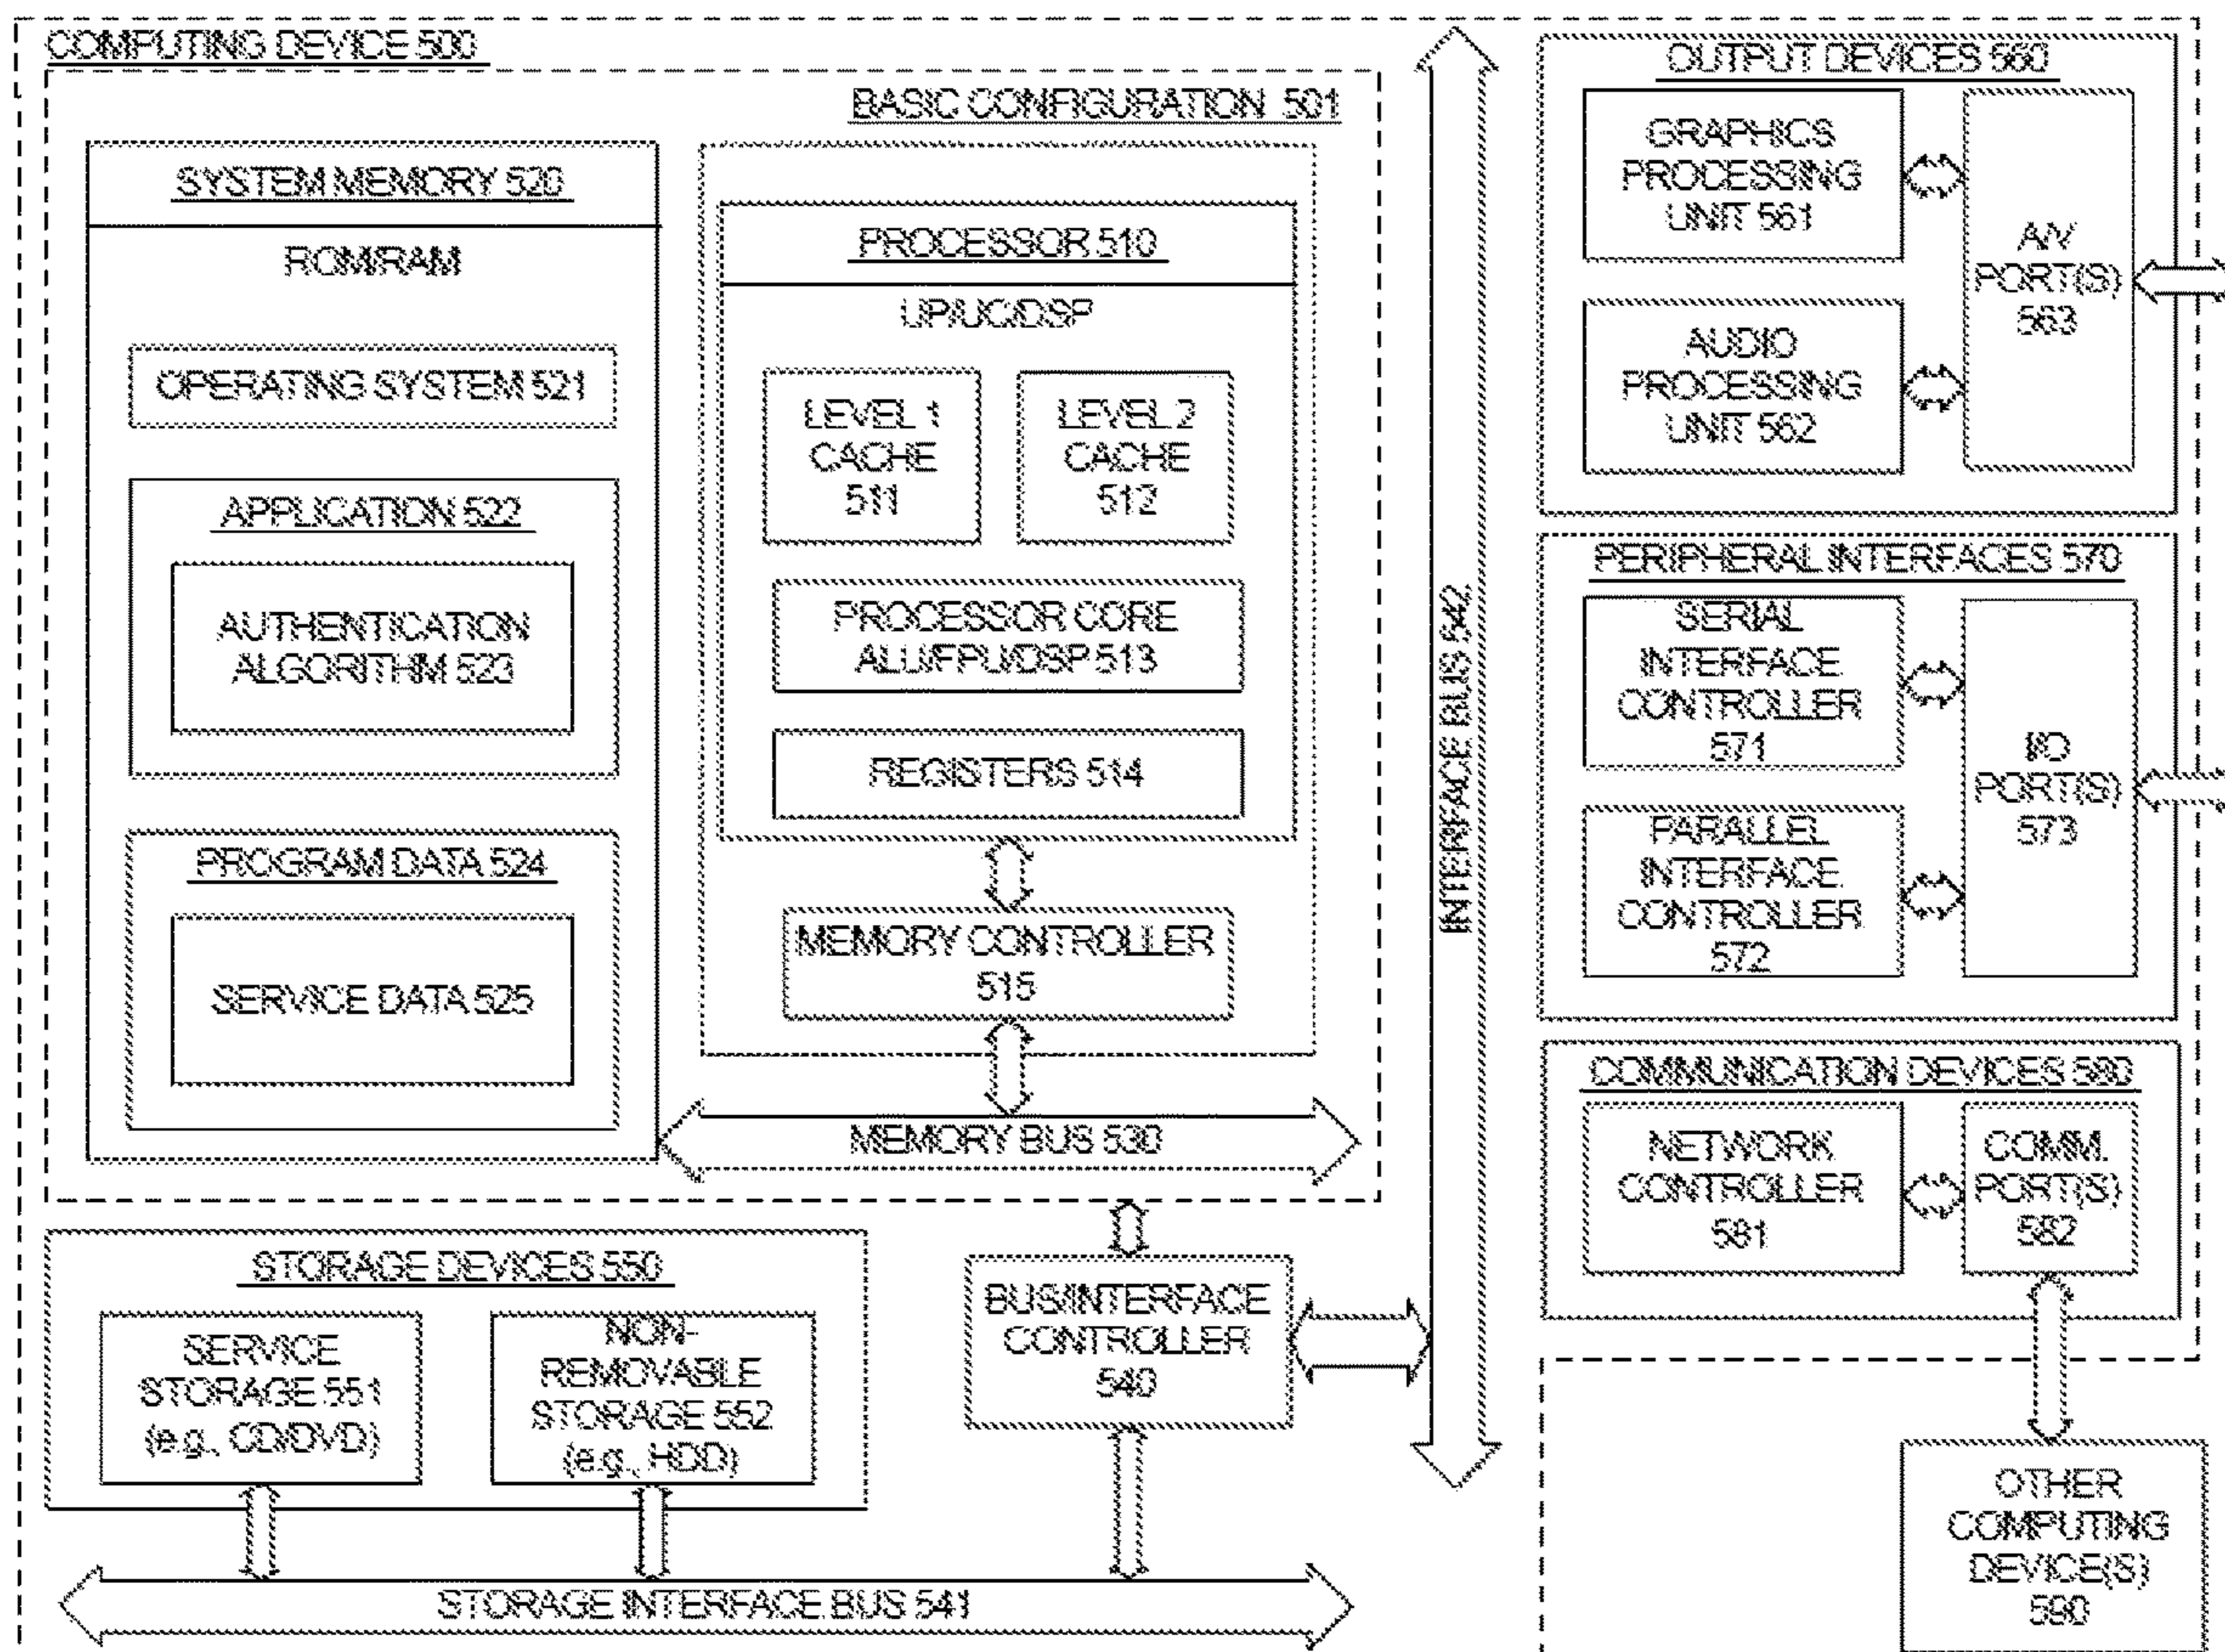 COMPUTING DEVICE 500
BASIC CONFIGURATION 501
SYSTEM MEMORY 520
ROM/RAM
OPERATING SYSTEM 521
APPLICATION 522
AUTHENTICATION
ALGORITHM 523
PROGRAM DATA 524
SERVICE DATA 525
PROCESSOR 510
UP/UC/DSP
LEVEL 1
CACHE
511
LEVEL 2
CACHE
512
PROCESSOR CORE
ALU/FPU/DSP 513
REGISTERS 514
MEMORY CONTROLLER
515
MEMORY BUS 530
STORAGE DEVICES 550
SERVICE
STORAGE 551
(e.g., CD/DVD)
NON-
REMOVABLE
STORAGE 552
(e.g., HDD)
BUS/INTERFACE
CONTROLLER
540
STORAGE INTERFACE BUS 541
INTERFACE BUS 542
OUTPUT DEVICES 560
GRAPHICS
PROCESSING
UNIT 561
AUDIO
PROCESSING
UNIT 562
A/V
PORT(S)
563
PERIPHERAL INTERFACES 570
SERIAL
INTERFACE
CONTROLLER
571
PARALLEL
INTERFACE
CONTROLLER
572
I/O
PORT(S)
573
COMMUNICATION DEVICES 580
NETWORK
CONTROLLER
581
COMM.
PORT(S)
582
OTHER
COMPUTING
DEVICE(S)
590